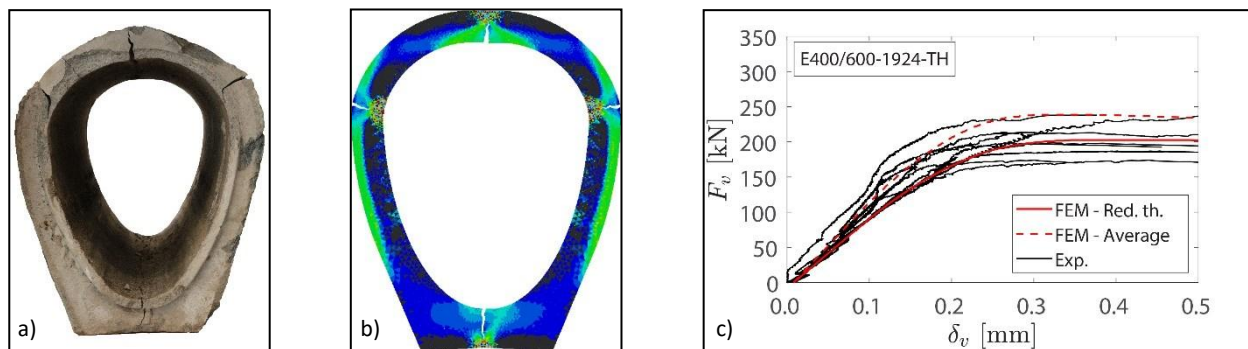 a)
b)
c)
E400/600-1924-TH
350
300
250
200
150
100
50
0
F_v [kN]
0.0
0.1
0.2
0.3
0.4
0.5
δ_v [mm]
FEM - Red. th.
FEM - Average
Exp.